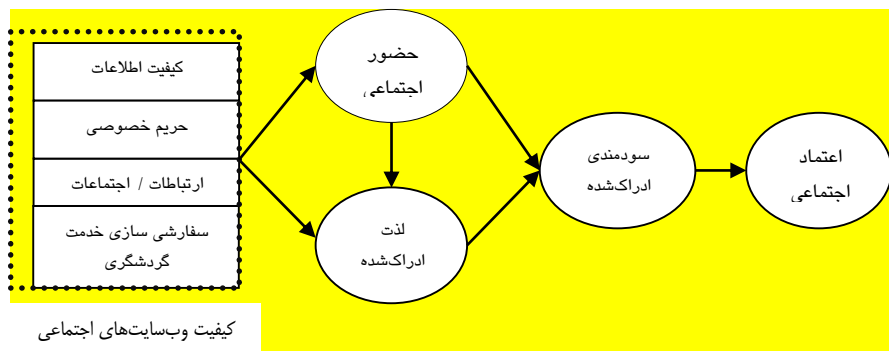 کیفیت اطلاعات
حریم خصوصی
ارتباطات / اجتماعات
سفارشی سازی خدمت
گردشگری
کیفیت وب‌سایت‌های اجتماعی
حضور
اجتماعی
لذت
ادراک‌شده
سودمندی
ادراک‌شده
اعتماد
اجتماعی